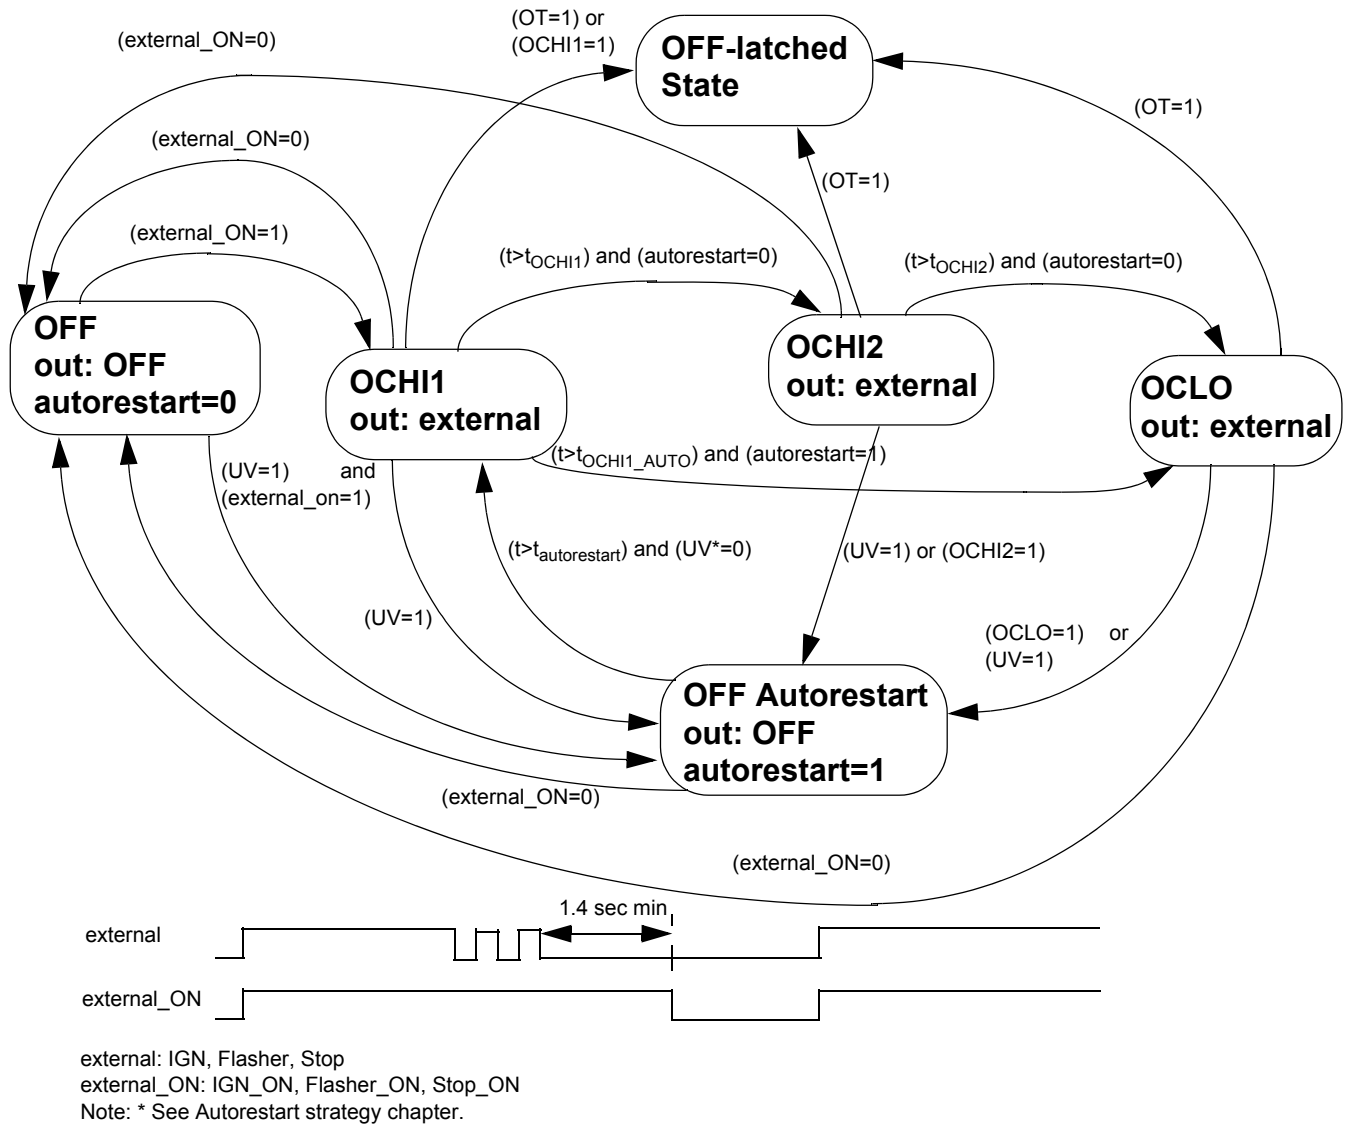 (OT=1) or
(OCHI1=1)
(external_ON=0)
OFF-latched
State
(OT=1)
(external_ON=0)
(OT=1)
(external_ON=1)
(t>tOCHI1) and (autorestart=0)
(t>tOCHI2) and (autorestart=0)
OFF
out: OFF
autorestart=0
OCHI1
out: external
OCHI2
out: external
OCLO
out: external
(UV=1) and
(external_on=1)
(t>tOCHI1_AUTO) and (autorestart=1)
(t>tautorestart) and (UV*=0)
(UV=1) or (OCHI2=1)
(UV=1)
(OCLO=1) or
(UV=1)
OFF Autorestart
out: OFF
autorestart=1
(external_ON=0)
(external_ON=0)
1.4 sec min
external
external_ON
external: IGN, Flasher, Stop
external_ON: IGN_ON, Flasher_ON, Stop_ON
Note: * See Autorestart strategy chapter.